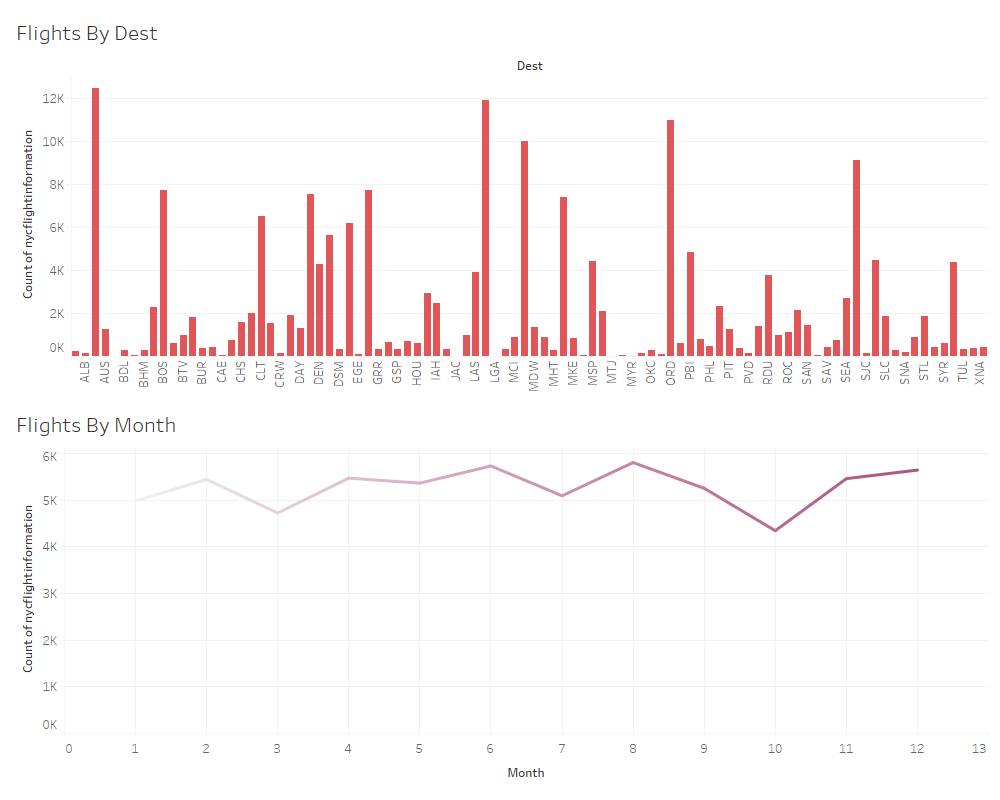 Flights By Dest
Dest
Count of nycflightinformation
12K
10K
8K
6K
4K
2K
0K
ALB AUS BDL BHM BOS BTV BUR CAE CHS CLT CRW DAY DEN DSM EGE GRR GSP HOU IAH JAC LAS LGA MCI MDW MHT MKE MSP MTJ MYR OKC ORD PBI PHL PIT PVD RDU ROC SAN SAV SEA SJC SLC SNA STL SYR TUL XNA
Flights By Month
Count of nycflightinformation
6K
5K
4K
3K
2K
1K
0K
0 1 2 3 4 5 6 7 8 9 10 11 12 13
Month